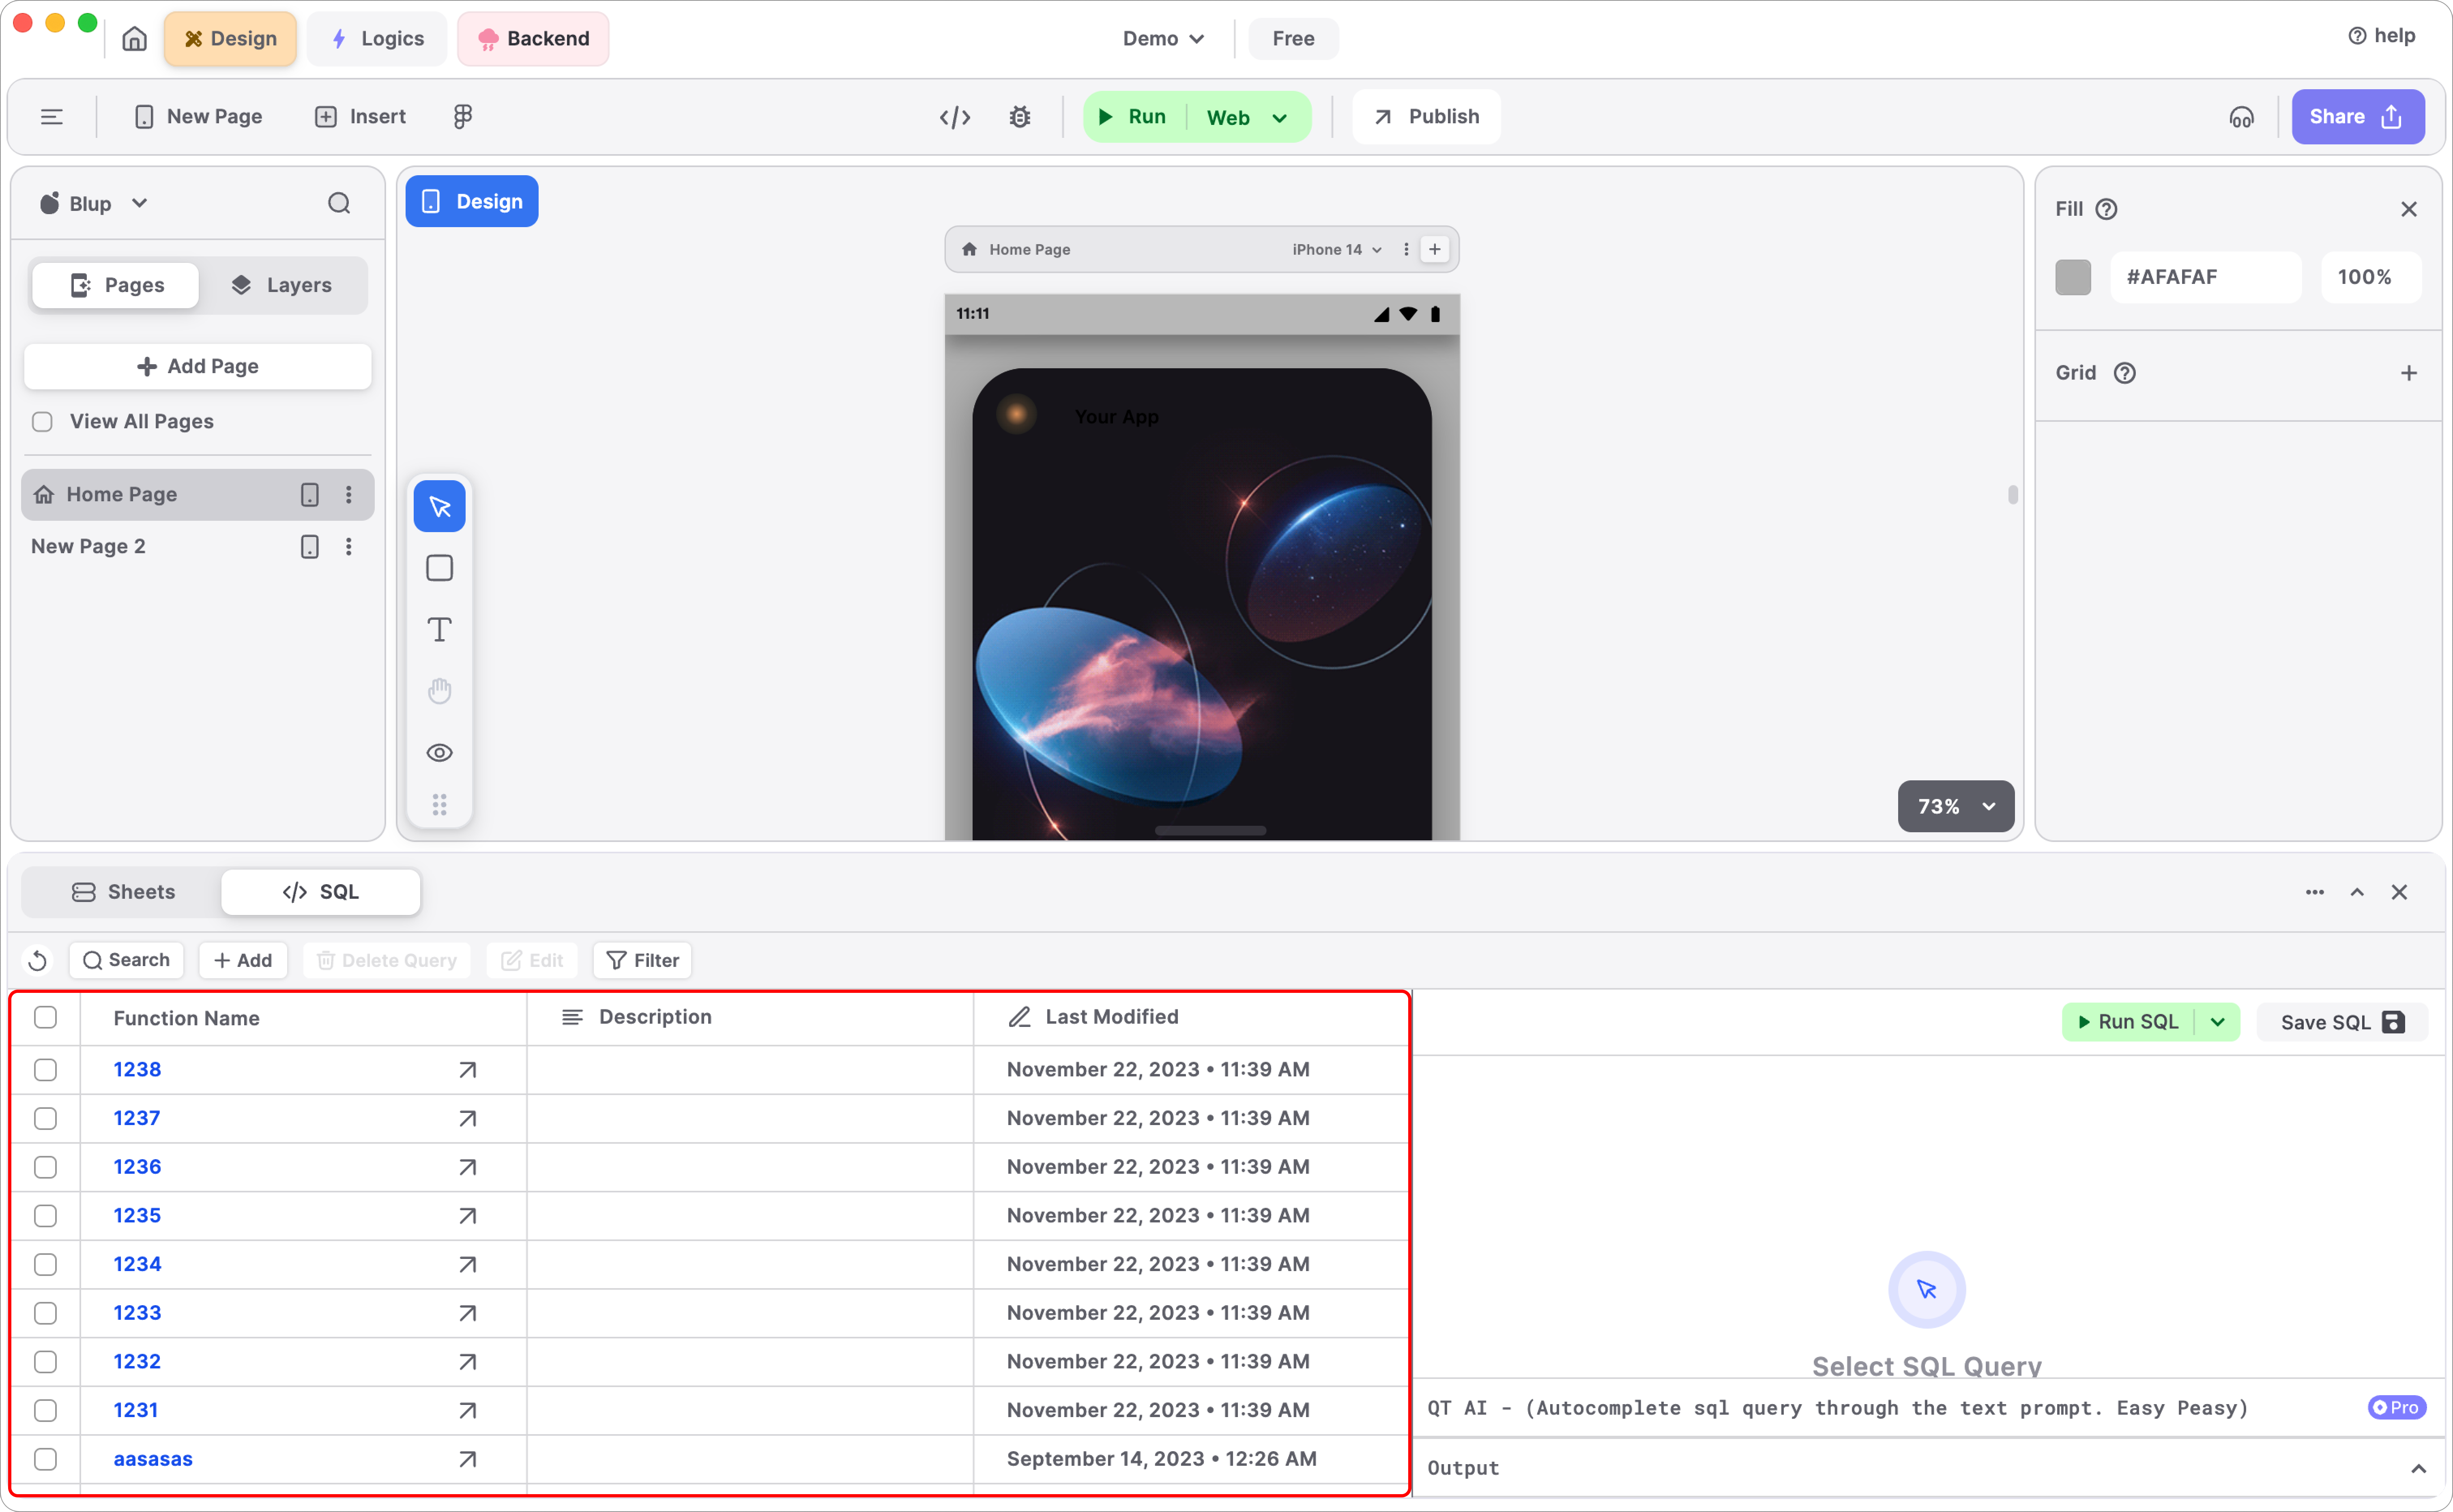 Design Logics Backend Demo Free help
New Page Insert Run Web Publish Share
Blup
Design
Pages Layers
Add Page
View All Pages
Home Page
New Page 2
Home Page iPhone 14
11:11
Your App
73%
Fill
#AFAFAF 100%
Grid
Sheets SQL
Search Add Delete Query Edit Filter
Function Name Description Last Modified
1238 November 22, 2023 • 11:39 AM
1237 November 22, 2023 • 11:39 AM
1236 November 22, 2023 • 11:39 AM
1235 November 22, 2023 • 11:39 AM
1234 November 22, 2023 • 11:39 AM
1233 November 22, 2023 • 11:39 AM
1232 November 22, 2023 • 11:39 AM
1231 November 22, 2023 • 11:39 AM
aasasas September 14, 2023 • 12:26 AM
Run SQL Save SQL
Select SQL Query
QT AI - (Autocomplete sql query through the text prompt. Easy Peasy) Pro
Output